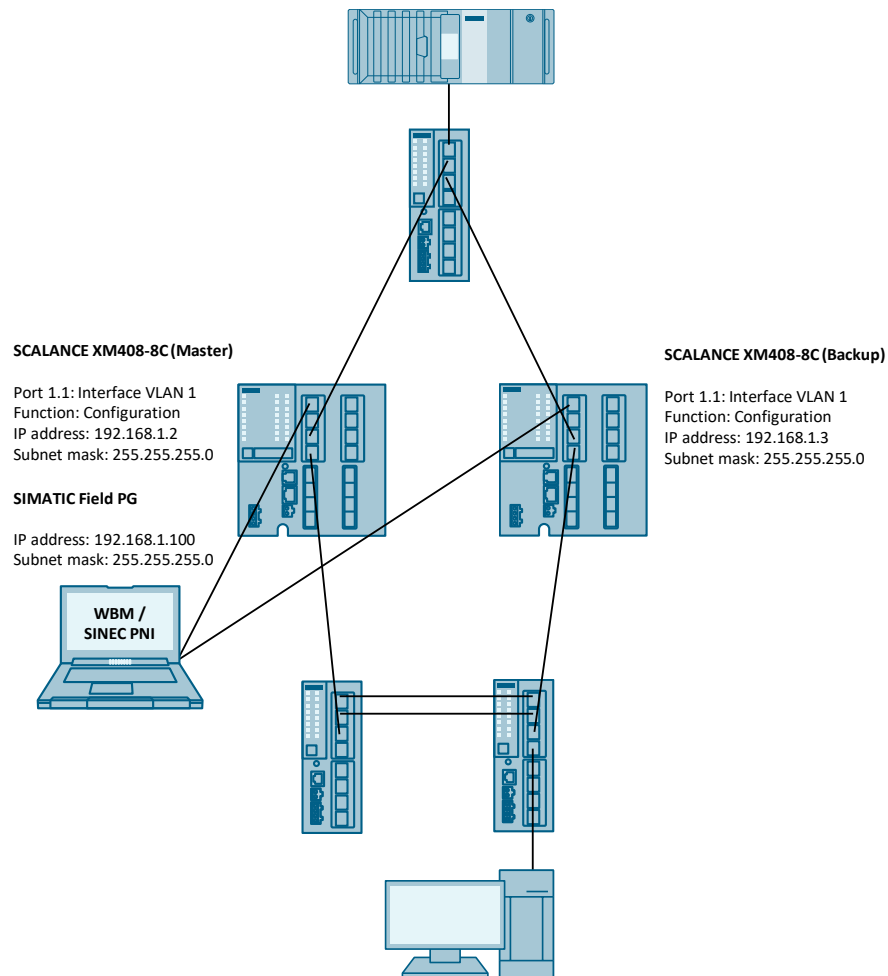 SCALANCE XM408-8C (Master)
Port 1.1: Interface VLAN 1
Function: Configuration
IP address: 192.168.1.2
Subnet mask: 255.255.255.0
SIMATIC Field PG
IP address: 192.168.1.100
Subnet mask: 255.255.255.0
WBM /
SINEC PNI
SCALANCE XM408-8C (Backup)
Port 1.1: Interface VLAN 1
Function: Configuration
IP address: 192.168.1.3
Subnet mask: 255.255.255.0